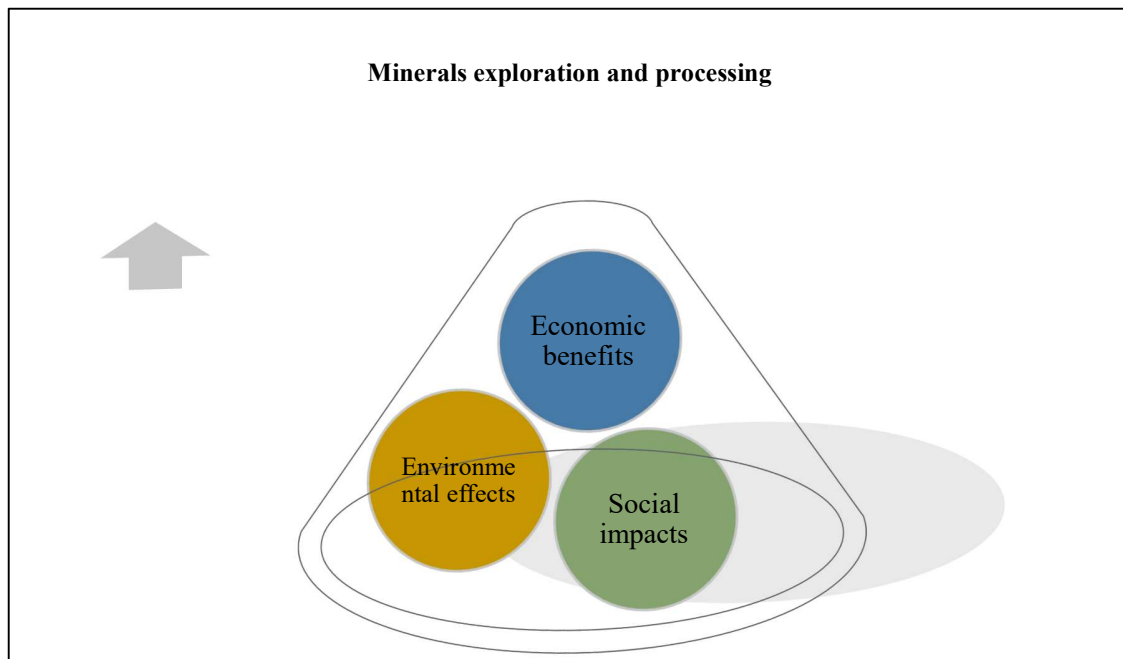 Minerals exploration and processing
Economic
benefits
Environme
ntal effects
Social
impacts